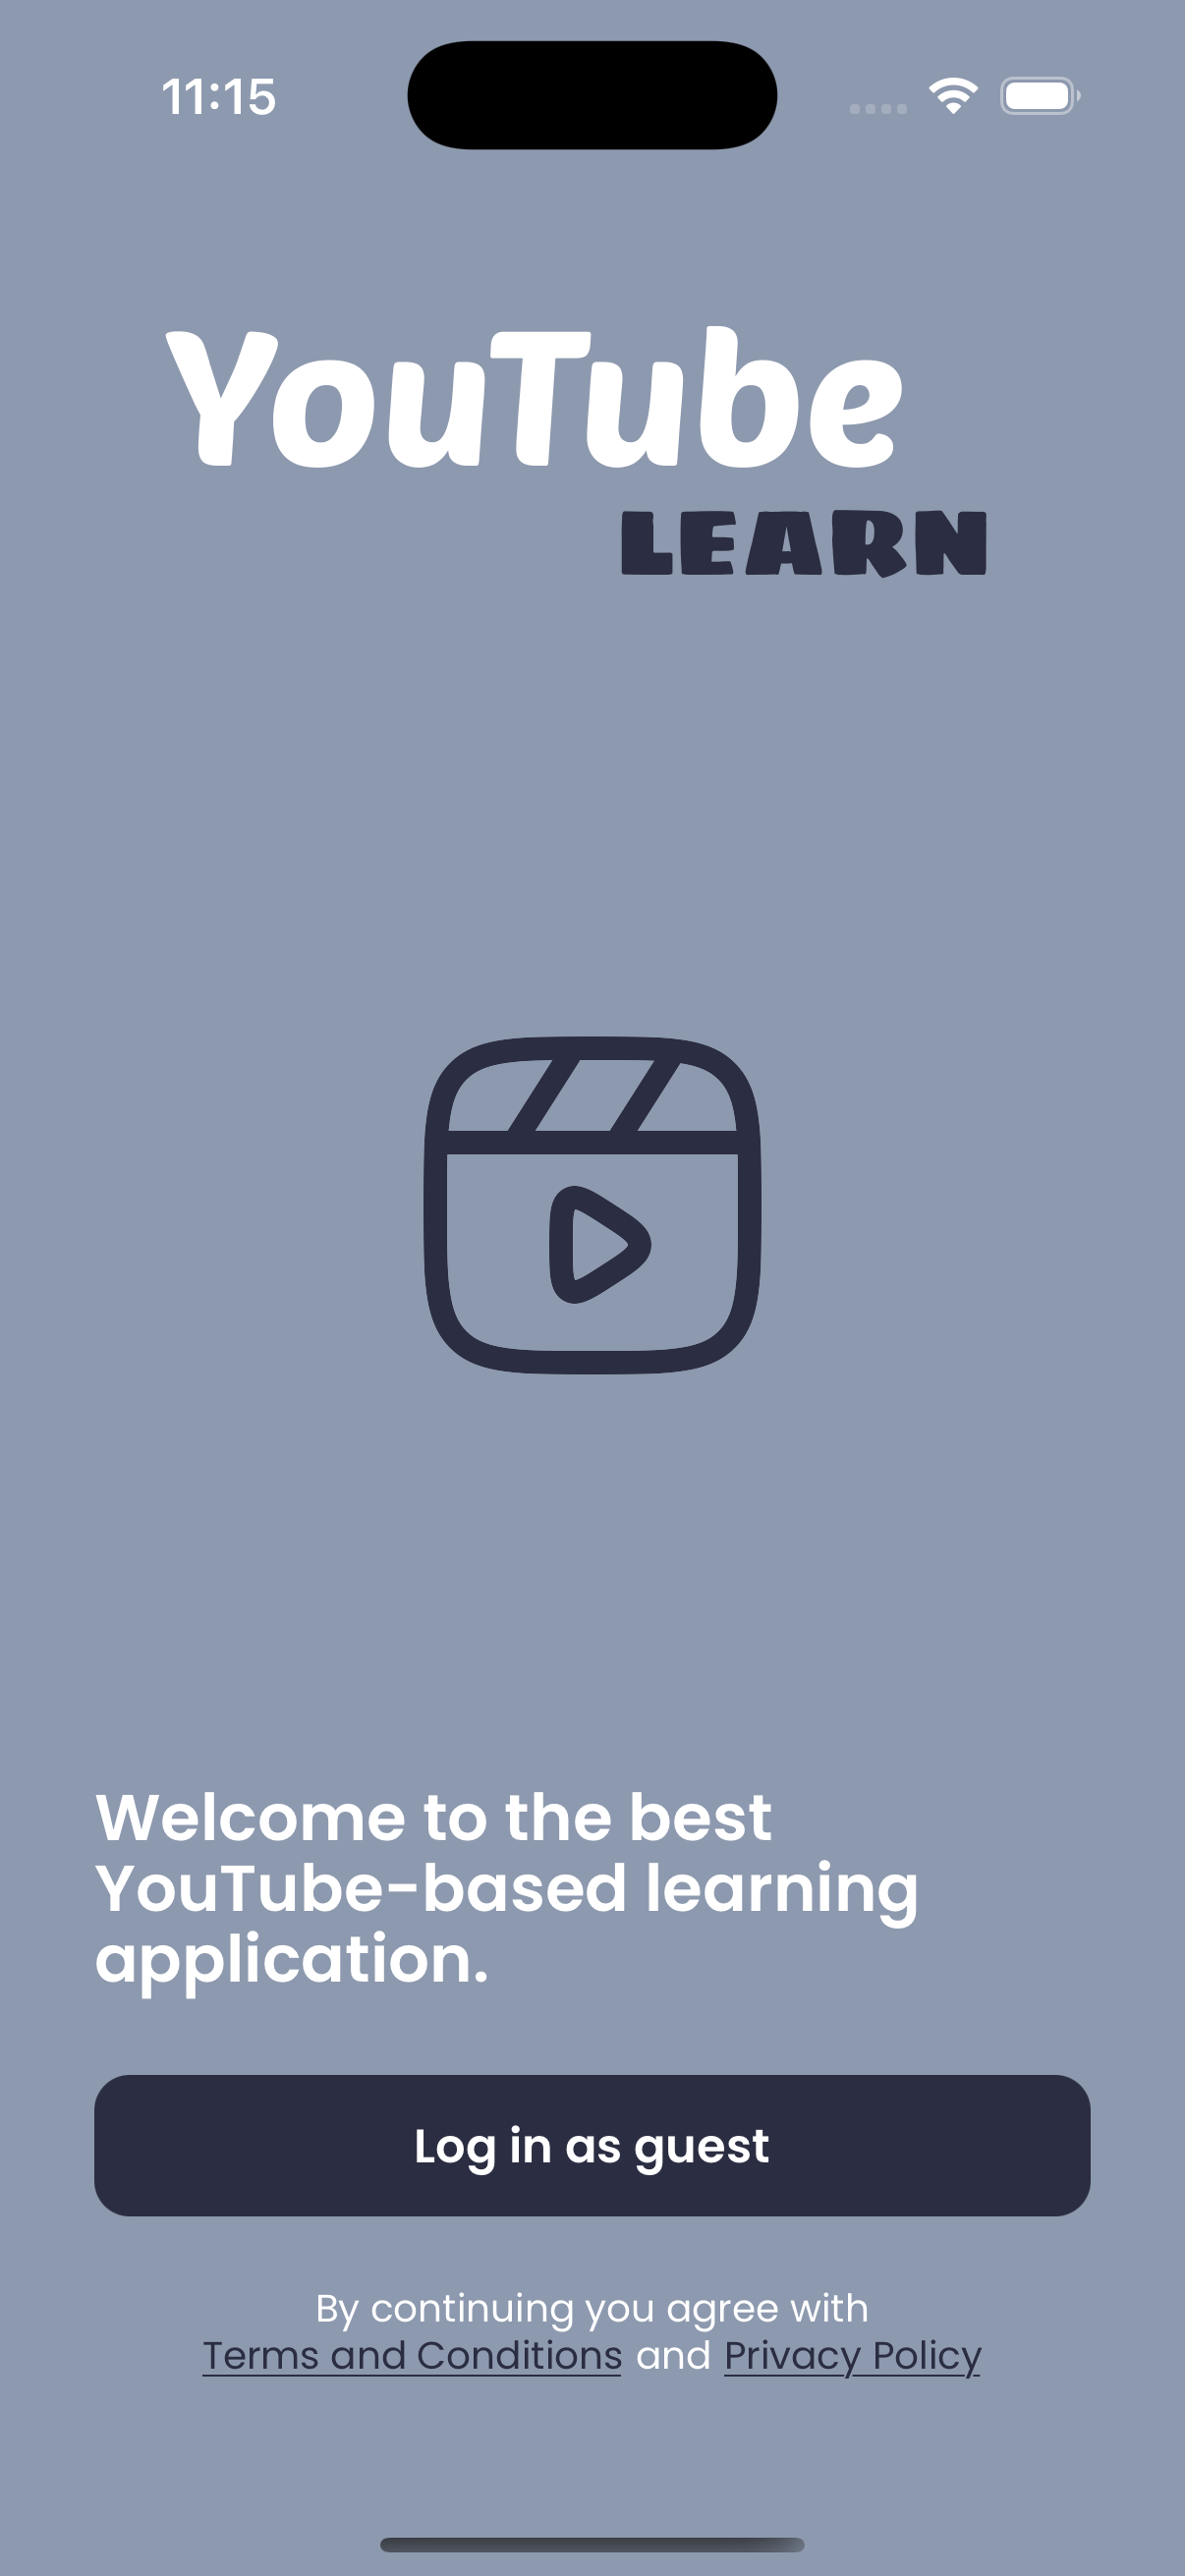 11:15
YouTube
LEARN
Welcome to the best
YouTube-based learning
application.
Log in as guest
By continuing you agree with
Terms and Conditions and Privacy Policy